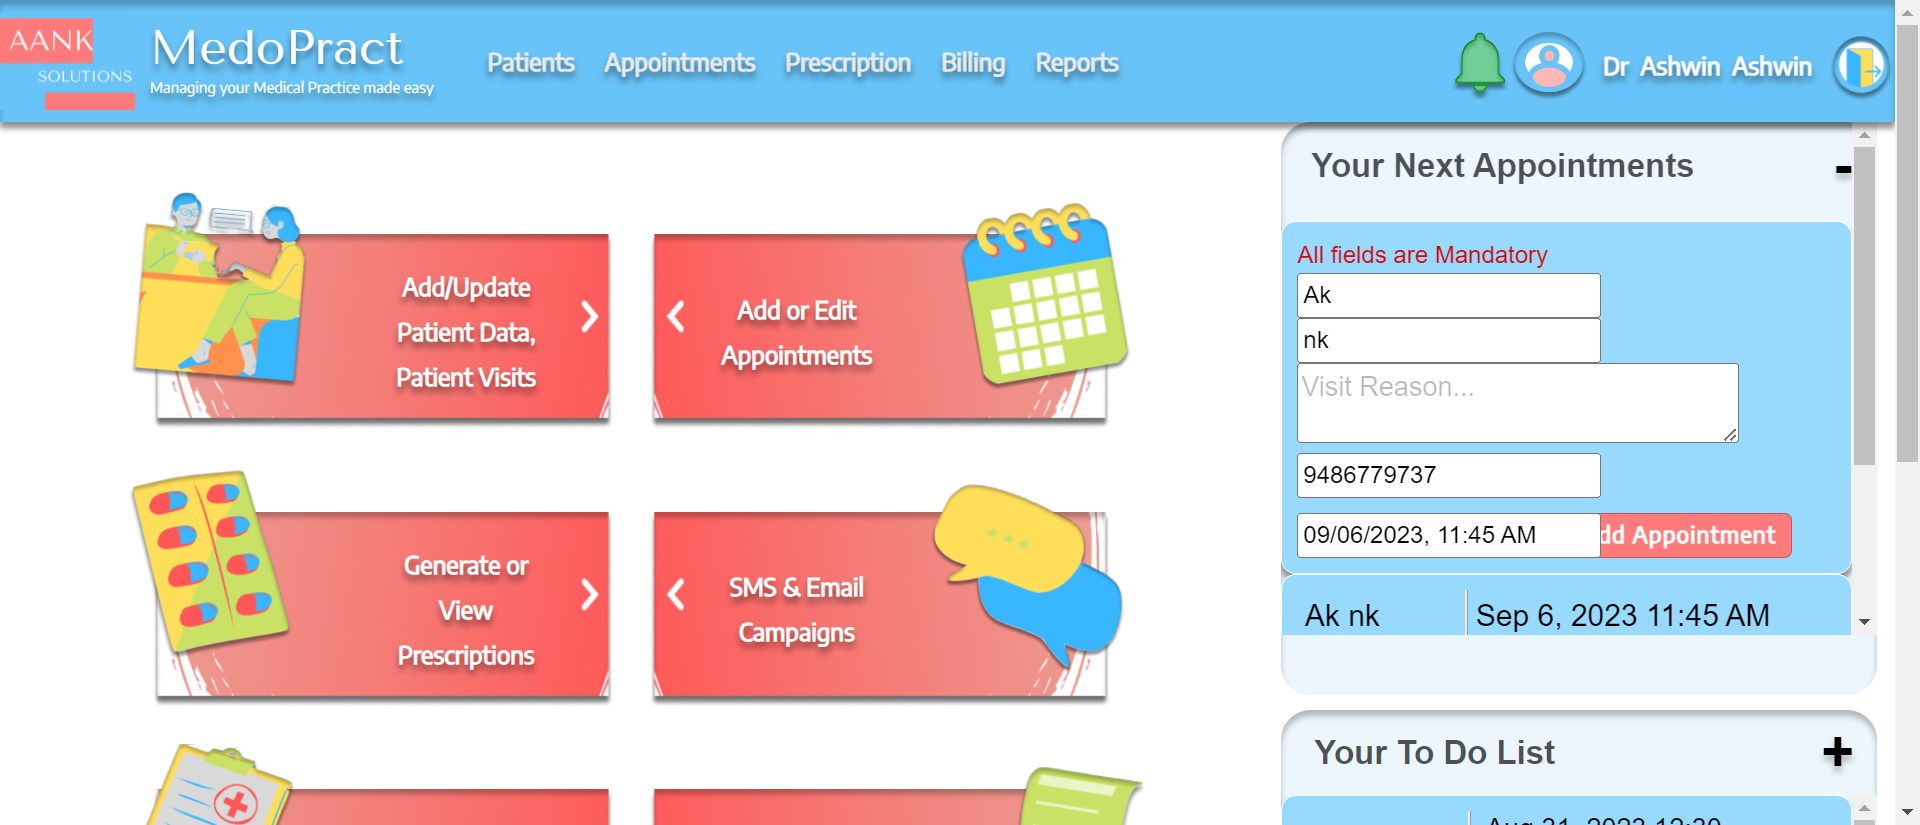 AANK
SOLUTIONS
MedoPract
Managing your Medical Practice made easy
Patients Appointments Prescription Billing Reports
Dr Ashwin Ashwin
Add/Update
Patient Data,
Patient Visits
Add or Edit
Appointments
Generate or
View
Prescriptions
SMS & Email
Campaigns
Your Next Appointments
-
All fields are Mandatory
Ak
nk
Visit Reason...
9486779737
09/06/2023, 11:45 AM
dd Appointment
Ak nk
Sep 6, 2023 11:45 AM
Your To Do List
+
Aug 31, 2023 12:30